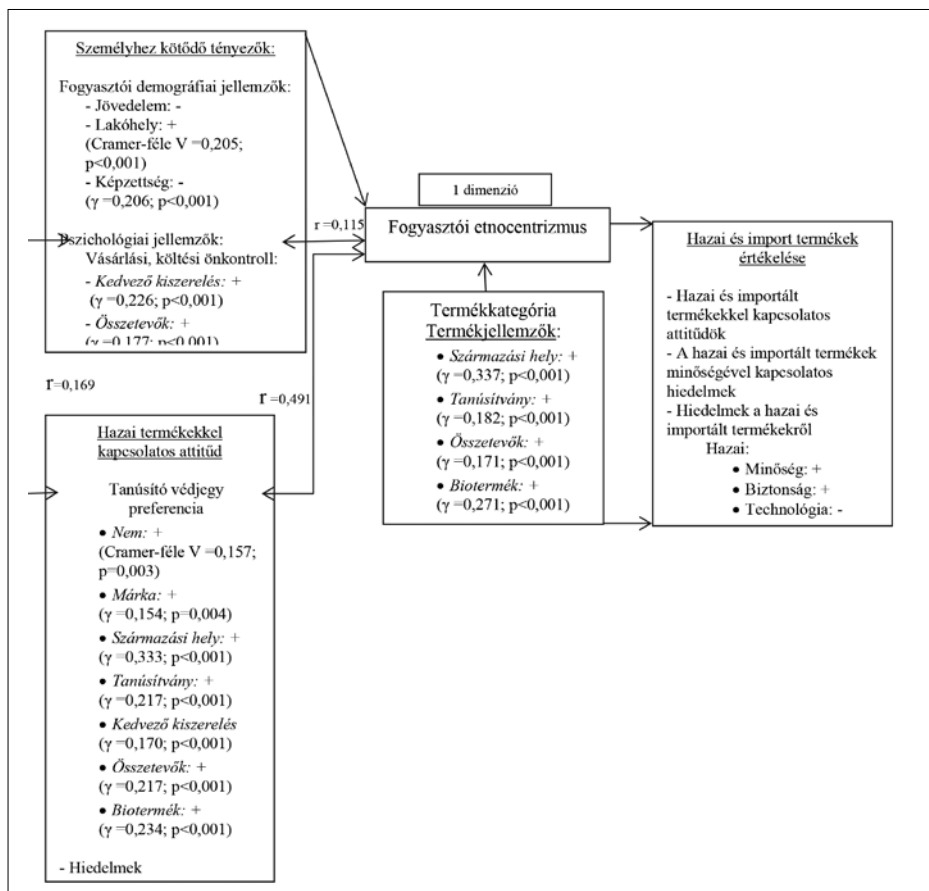 Személyhez kötődő tényezők:
Fogyasztói demográfiai jellemzők:
- Jövedelem: -
- Lakóhely: +
(Cramer-féle V =0,205;
p<0,001)
- Képzettség: -
(γ =0,206; p<0,001)
Pszichológiai jellemzők:
Vásárlási, költési önkontroll:
- Kedvező kiszerelés: +
(γ =0,226; p<0,001)
- Összetevők: +
(γ =0,177; p<0,001)
r =0,115
1 dimenzió
Fogyasztói etnocentrizmus
Termékkategória
Termékjellemzők:
• Származási hely: +
(γ =0,337; p<0,001)
• Tanúsítvány: +
(γ =0,182; p<0,001)
• Összetevők: +
(γ =0,171; p<0,001)
• Biotermék: +
(γ =0,271; p<0,001)
Hazai és import termékek
értékelése
- Hazai és importált
termékekkel kapcsolatos
attitűdök
- A hazai és importált termékek
minőségével kapcsolatos
hiedelmek
- Hiedelmek a hazai és
importált termékekről
Hazai:
• Minőség: +
• Biztonság: +
• Technológia: -
r=0,169
r =0,491
Hazai termékekkel
kapcsolatos attitűd
Tanúsító védjegy
preferencia
• Nem: +
(Cramer-féle V =0,157;
p=0,003)
• Márka: +
(γ =0,154; p=0,004)
• Származási hely: +
(γ =0,333; p<0,001)
• Tanúsítvány: +
(γ =0,217; p<0,001)
• Kedvező kiszerelés
(γ =0,170; p<0,001)
• Összetevők: +
(γ =0,217; p<0,001)
• Biotermék: +
(γ =0,234; p<0,001)
- Hiedelmek